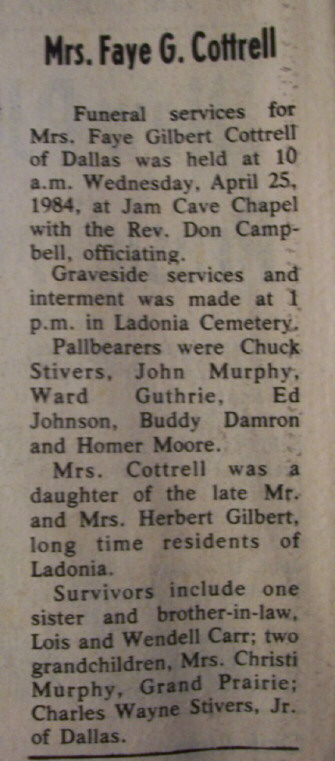 Mrs. Faye G. Cottrell
Funeral services for
Mrs. Faye Gilbert Cottrell
of Dallas was held at 10
a.m. Wednesday, April 25,
1984, at Jam Cave Chapel
with the Rev. Don Camp-
bell, officiating.
Graveside services and
interment was made at 1
p.m. in Ladonia Cemetery.
Pallbearers were Chuck
Stivers, John Murphy,
Ward Guthrie, Ed
Johnson, Buddy Damron
and Homer Moore.
Mrs. Cottrell was a
daughter of the late Mr.
and Mrs. Herbert Gilbert,
long time residents of
Ladonia.
Survivors include one
sister and brother-in-law,
Lois and Wendell Carr; two
grandchildren, Mrs. Christi
Murphy, Grand Prairie;
Charles Wayne Stivers, Jr.
of Dallas.